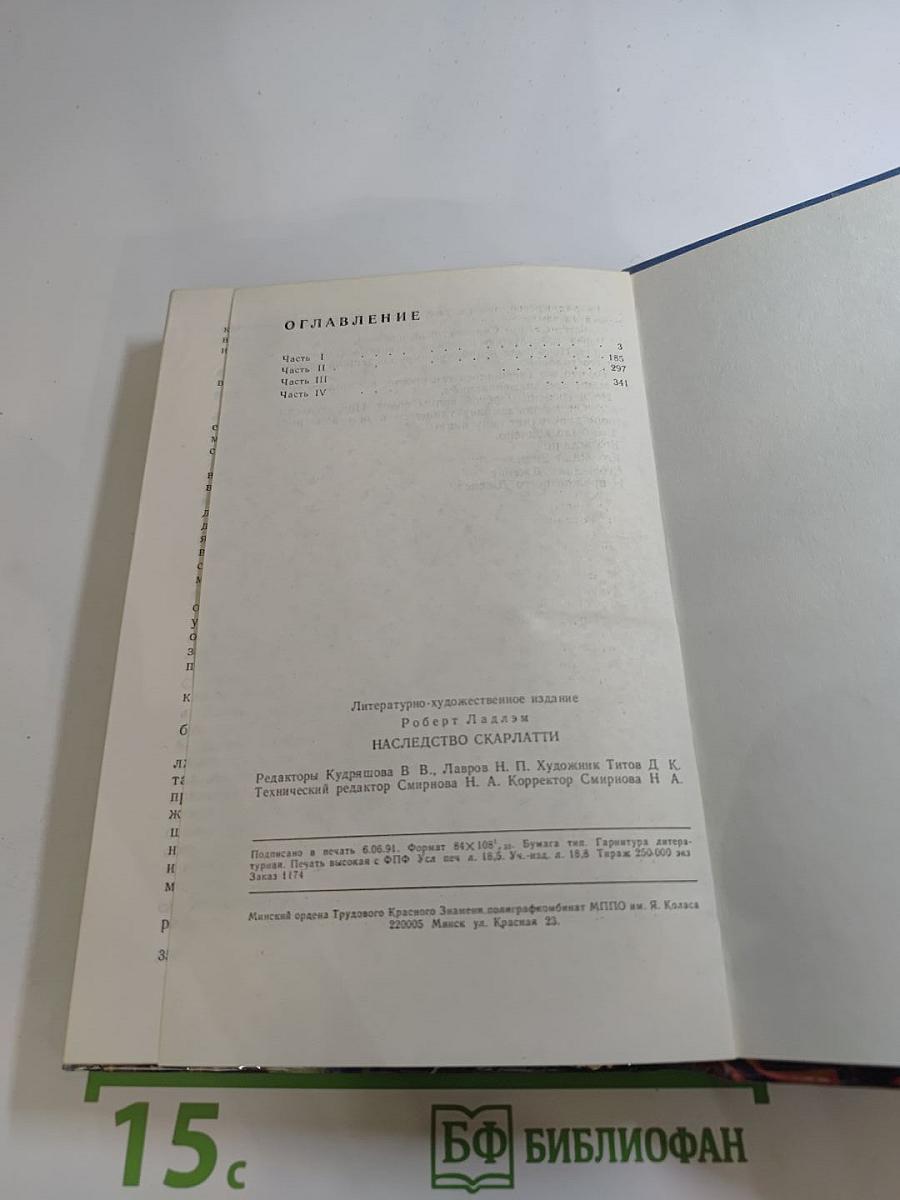 ОГЛАВЛЕНИЕ
Часть I . . . . . . . . . . . . . . . 3
Часть II . . . . . . . . . . . . . . . 185
Часть III . . . . . . 297
Часть IV . . . . . . . . . 341
Литературно-художественное издание
Роберт Ладлэм
НАСЛЕДСТВО СКАРЛАТТИ
Редакторы Кудряшова В В., Лавров Н. П. Художник Титов Д К.
Технический редактор Смирнова Н. А. Корректор Смирнова Н А.
Подписано в печать 6.06.91. Формат 84×108¹/₃₂. Бумага тип. Гарнитура литера-
турная. Печать высокая с ФПФ Усл печ л. 18,5. Уч.-изд. л. 18,8 Тираж 250.000 экз
Заказ 1174
Минский ордена Трудового Красного Знамени полиграфкомбинат МППО им. Я. Коласа
220005 Минск ул. Красная 23.
15 с
БФ БИБЛИОФАН